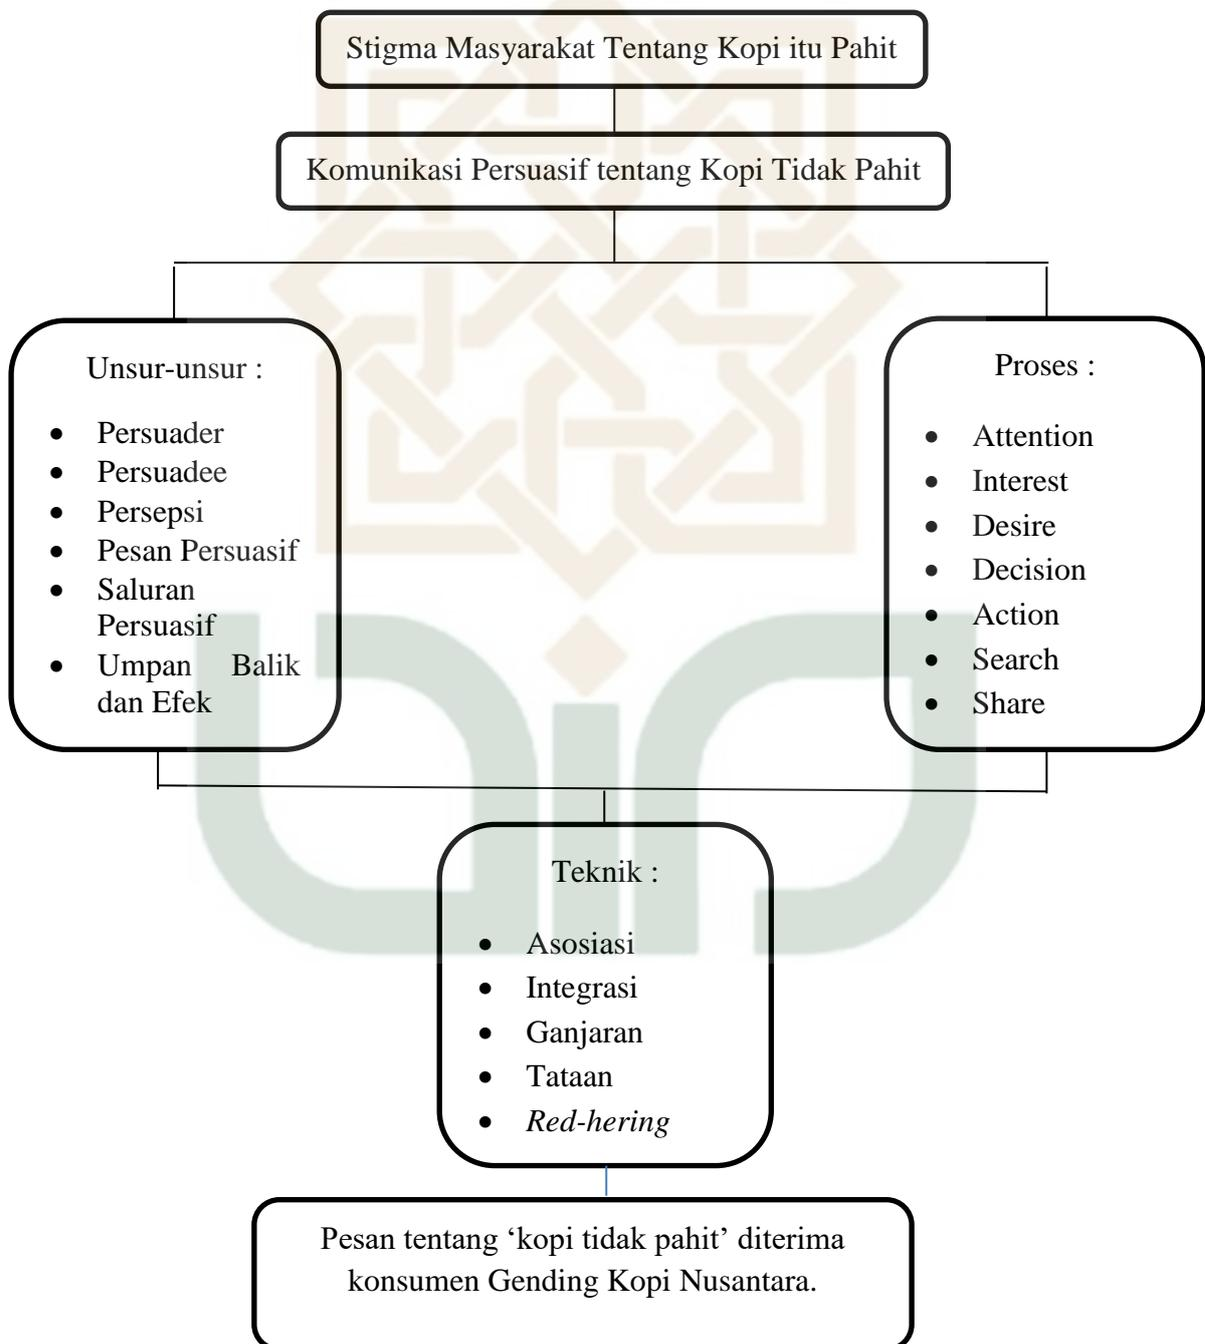 Stigma Masyarakat Tentang Kopi itu Pahit
Komunikasi Persuasif tentang Kopi Tidak Pahit
Unsur-unsur :
• Persuader
• Persuadee
• Persepsi
• Pesan Persuasif
• Saluran
Persuasif
• Umpan Balik
dan Efek
Proses :
• Attention
• Interest
• Desire
• Decision
• Action
• Search
• Share
Teknik :
• Asosiasi
• Integrasi
• Ganjaran
• Tataan
• Red-hering
Pesan tentang ‘kopi tidak pahit’ diterima
konsumen Gending Kopi Nusantara.